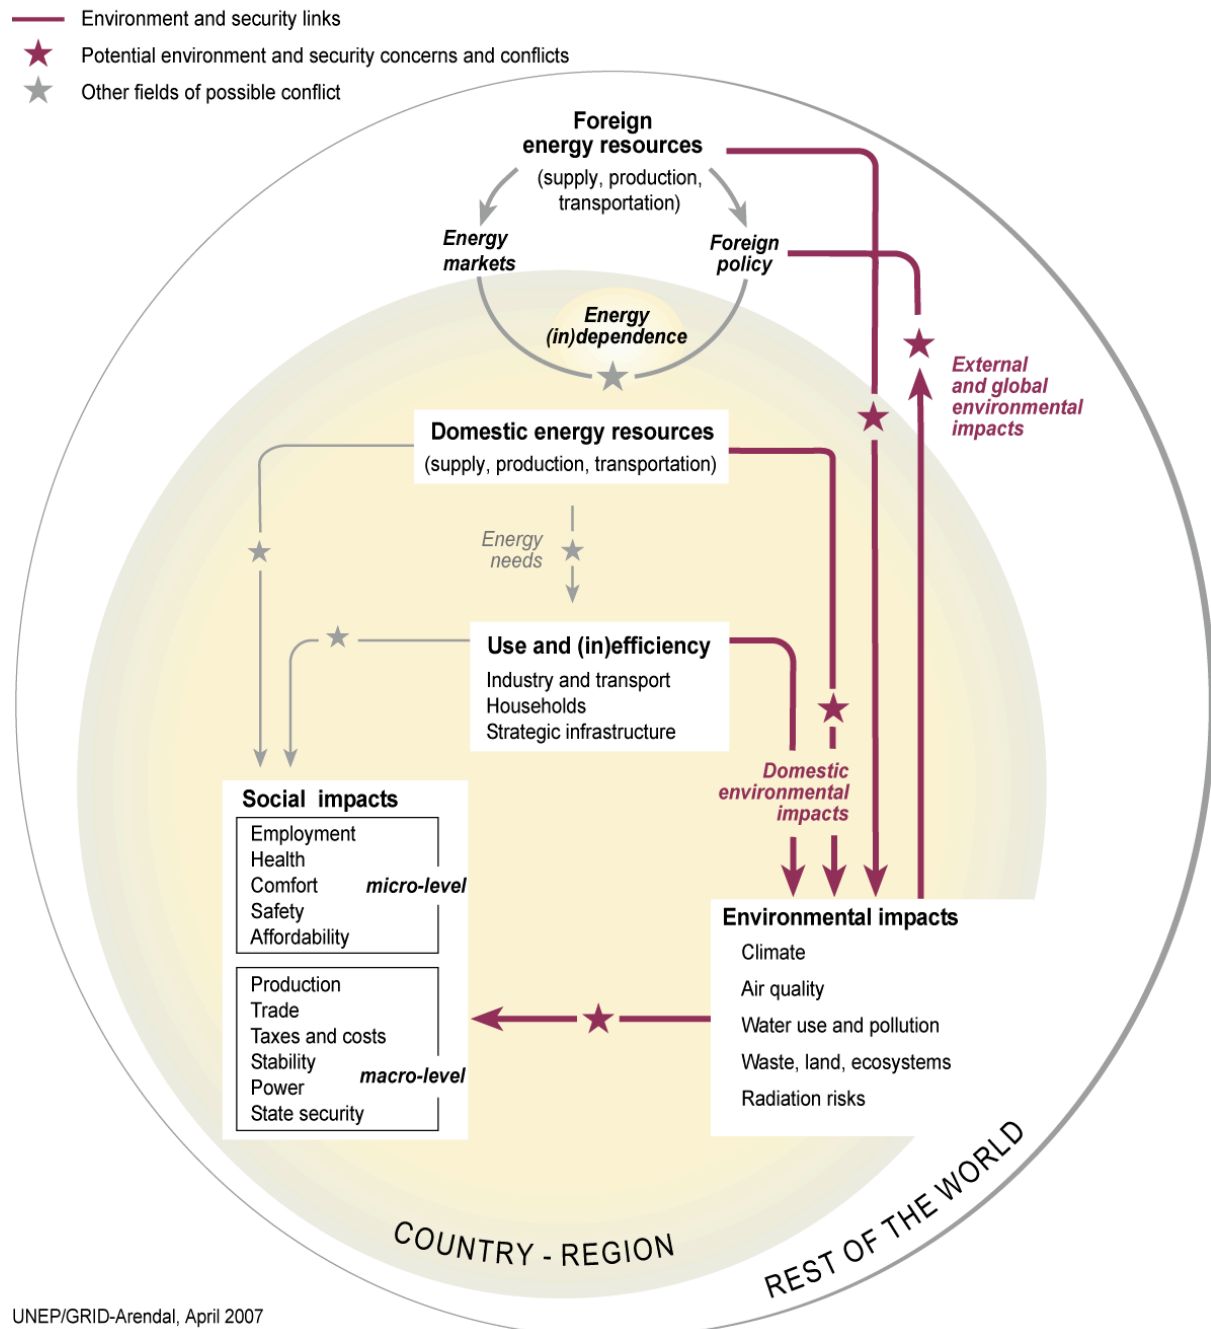 Environment and security links
Potential environment and security concerns and conflicts
Other fields of possible conflict
Foreign
energy resources
(supply, production,
transportation)
Energy
markets
Foreign
policy
Energy
(in)dependence
External
and global
environmental
impacts
Domestic energy resources
(supply, production, transportation)
Energy
needs
Use and (in)efficiency
Industry and transport
Households
Strategic infrastructure
Domestic
environmental
impacts
Social impacts
Employment
Health
Comfort
Safety
Affordability
micro-level
Production
Trade
Taxes and costs
Stability
Power
State security
macro-level
Environmental impacts
Climate
Air quality
Water use and pollution
Waste, land, ecosystems
Radiation risks
COUNTRY - REGION
REST OF THE WORLD
UNEP/GRID-Arendal, April 2007